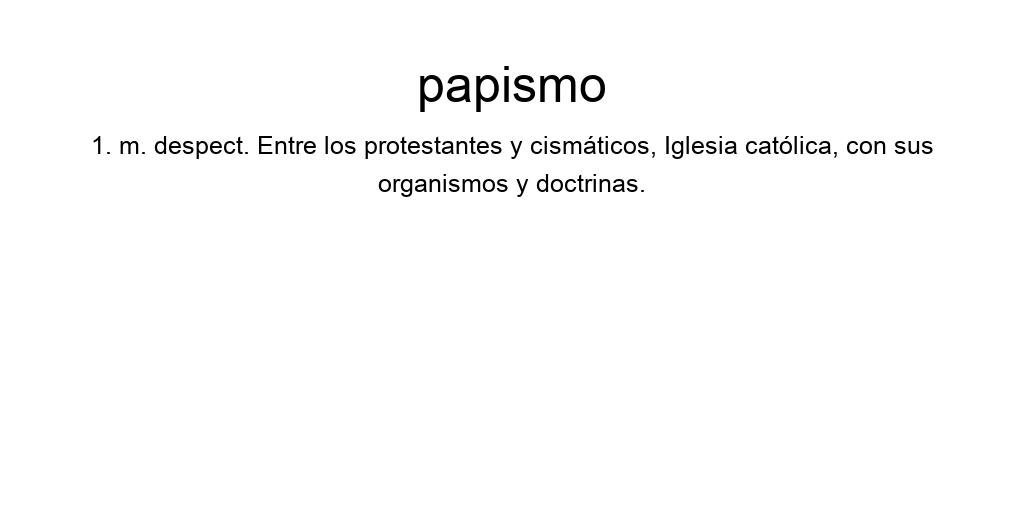 papismo
1. m. despect. Entre los protestantes y cismáticos, Iglesia católica, con sus
organismos y doctrinas.